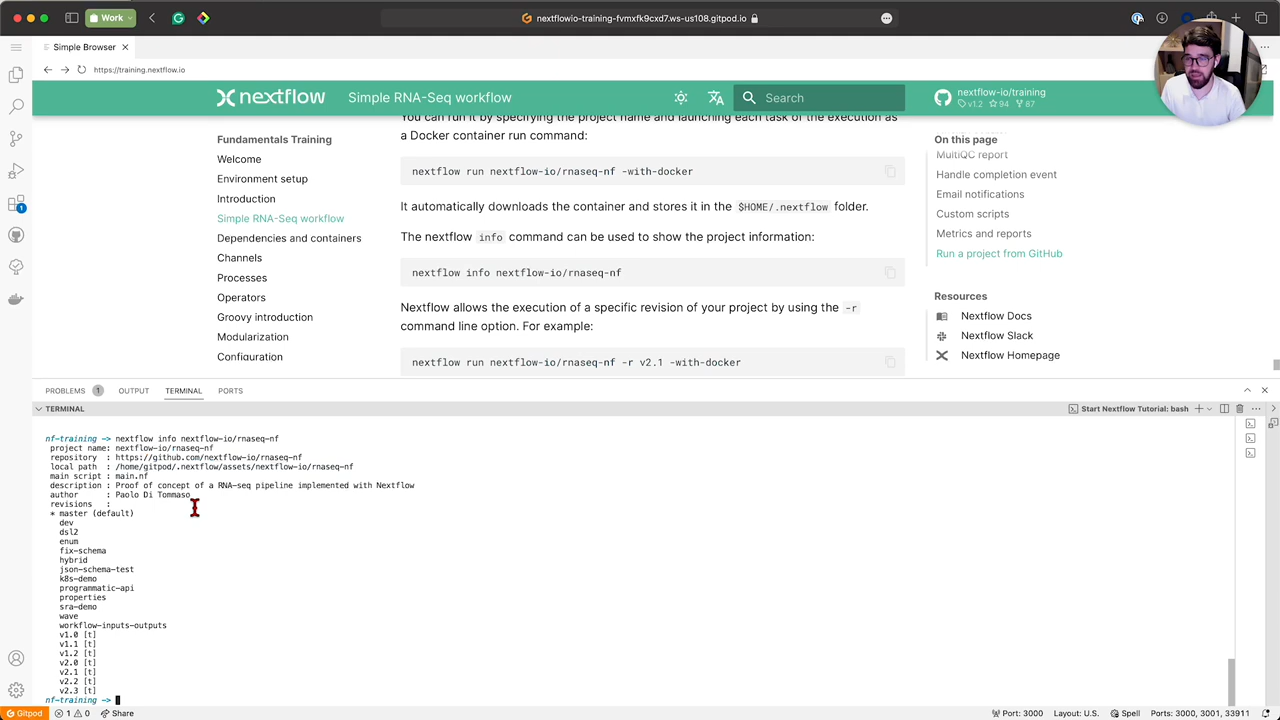 Work
nextflowio-training-fvmxfk9cxd7.ws-us108.gitpod.io
Simple Browser
https://training.nextflow.io
nextflow
Simple RNA-Seq workflow
Search
nextflow-io/training
v1.2 94 87
Fundamentals Training
Welcome
Environment setup
Introduction
Simple RNA-Seq workflow
Dependencies and containers
Channels
Processes
Operators
Groovy introduction
Modularization
Configuration
You can run it by specifying the project name and launching each task of the execution as
a Docker container run command:
nextflow run nextflow-io/rnaseq-nf -with-docker
It automatically downloads the container and stores it in the $HOME/.nextflow folder.
The nextflow info command can be used to show the project information:
nextflow info nextflow-io/rnaseq-nf
Nextflow allows the execution of a specific revision of your project by using the -r
command line option. For example:
nextflow run nextflow-io/rnaseq-nf -r v2.1 -with-docker
On this page
MultiQC report
Handle completion event
Email notifications
Custom scripts
Metrics and reports
Run a project from GitHub
Resources
Nextflow Docs
Nextflow Slack
Nextflow Homepage
PROBLEMS 1 OUTPUT TERMINAL PORTS
TERMINAL
Start Nextflow Tutorial: bash
nf-training -> nextflow info nextflow-io/rnaseq-nf
project name: nextflow-io/rnaseq-nf
repository : https://github.com/nextflow-io/rnaseq-nf
local path : /home/gitpod/.nextflow/assets/nextflow-io/rnaseq-nf
main script : main.nf
description : Proof of concept of a RNA-seq pipeline implemented with Nextflow
author : Paolo Di Tommaso
revisions :
* master (default)
dev
dsl2
enum
fix-schema
hybrid
json-schema-test
k8s-demo
programmatic-api
properties
sra-demo
wave
workflow-inputs-outputs
v1.0 [t]
v1.1 [t]
v1.2 [t]
v2.0 [t]
v2.1 [t]
v2.2 [t]
v2.3 [t]
nf-training ->
1
Gitpod 1 0 Share
Port: 3000 Layout: U.S. Spell Ports: 3000, 3001, 33911